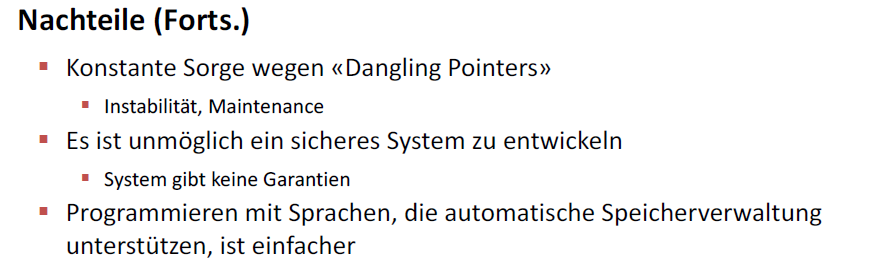 Nachteile (Forts.)
Konstante Sorge wegen «Dangling Pointers»
Instabilität, Maintenance
Es ist unmöglich ein sicheres System zu entwickeln
System gibt keine Garantien
Programmieren mit Sprachen, die automatische Speicherverwaltung
unterstützen, ist einfacher